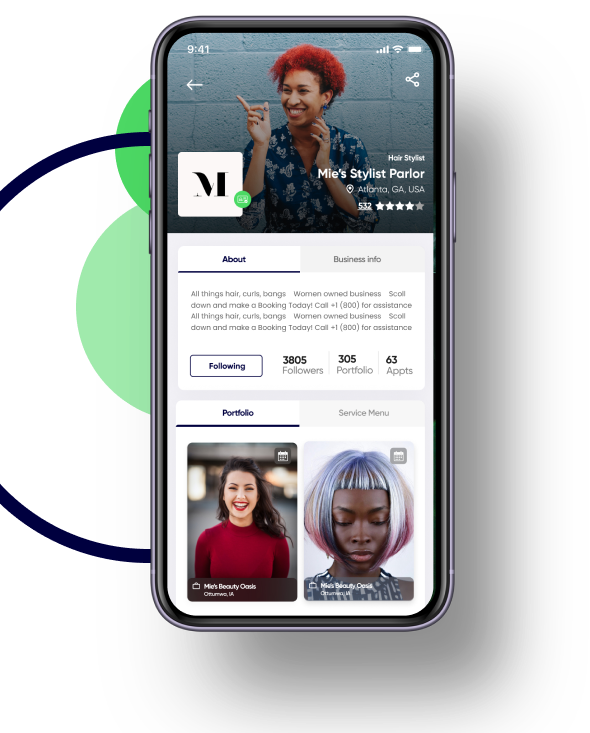 9:41
M
Hair Stylist
Mie's Stylist Parlor
Atlanta, GA, USA
532
About
Business info
All things hair, curls, bangs Women owned business Scoll
down and make a Booking Today! Call +1 (800) for assistance
All things hair, curls, bangs Women owned business Scoll
down and make a Booking Today! Call +1 (800) for assistance
Following
3805
Followers
305
Portfolio
63
Appts
Portfolio
Service Menu
Mie's Beauty Oasis
Ottumwa, IA
Mie's Beauty Oasis
Ottumwa, IA